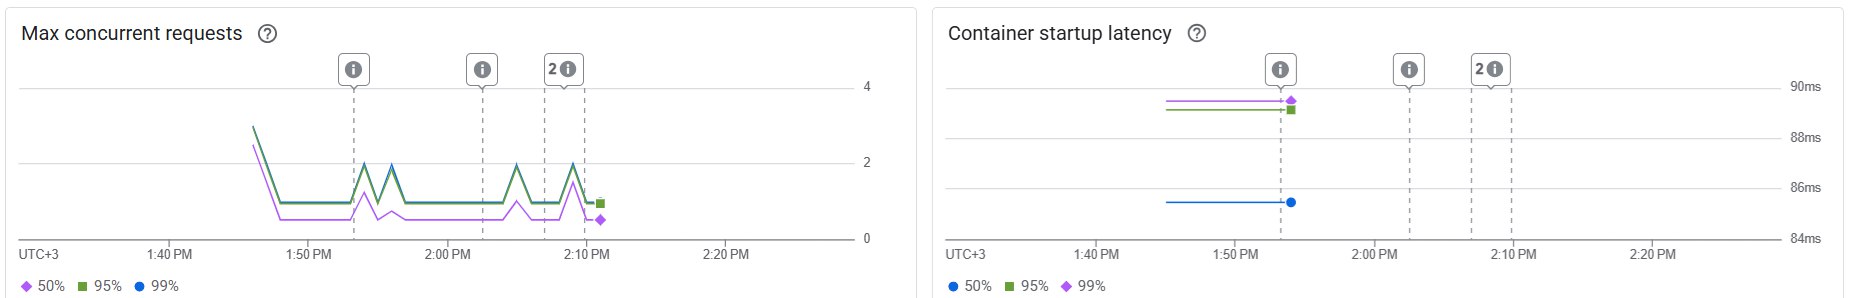 Max concurrent requests ?
i
i
2 i
4
2
0
UTC+3 1:40 PM 1:50 PM 2:00 PM 2:10 PM 2:20 PM
50% 95% 99%
Container startup latency ?
i
i
2 i
90ms
88ms
86ms
84ms
UTC+3 1:40 PM 1:50 PM 2:00 PM 2:10 PM 2:20 PM
50% 95% 99%